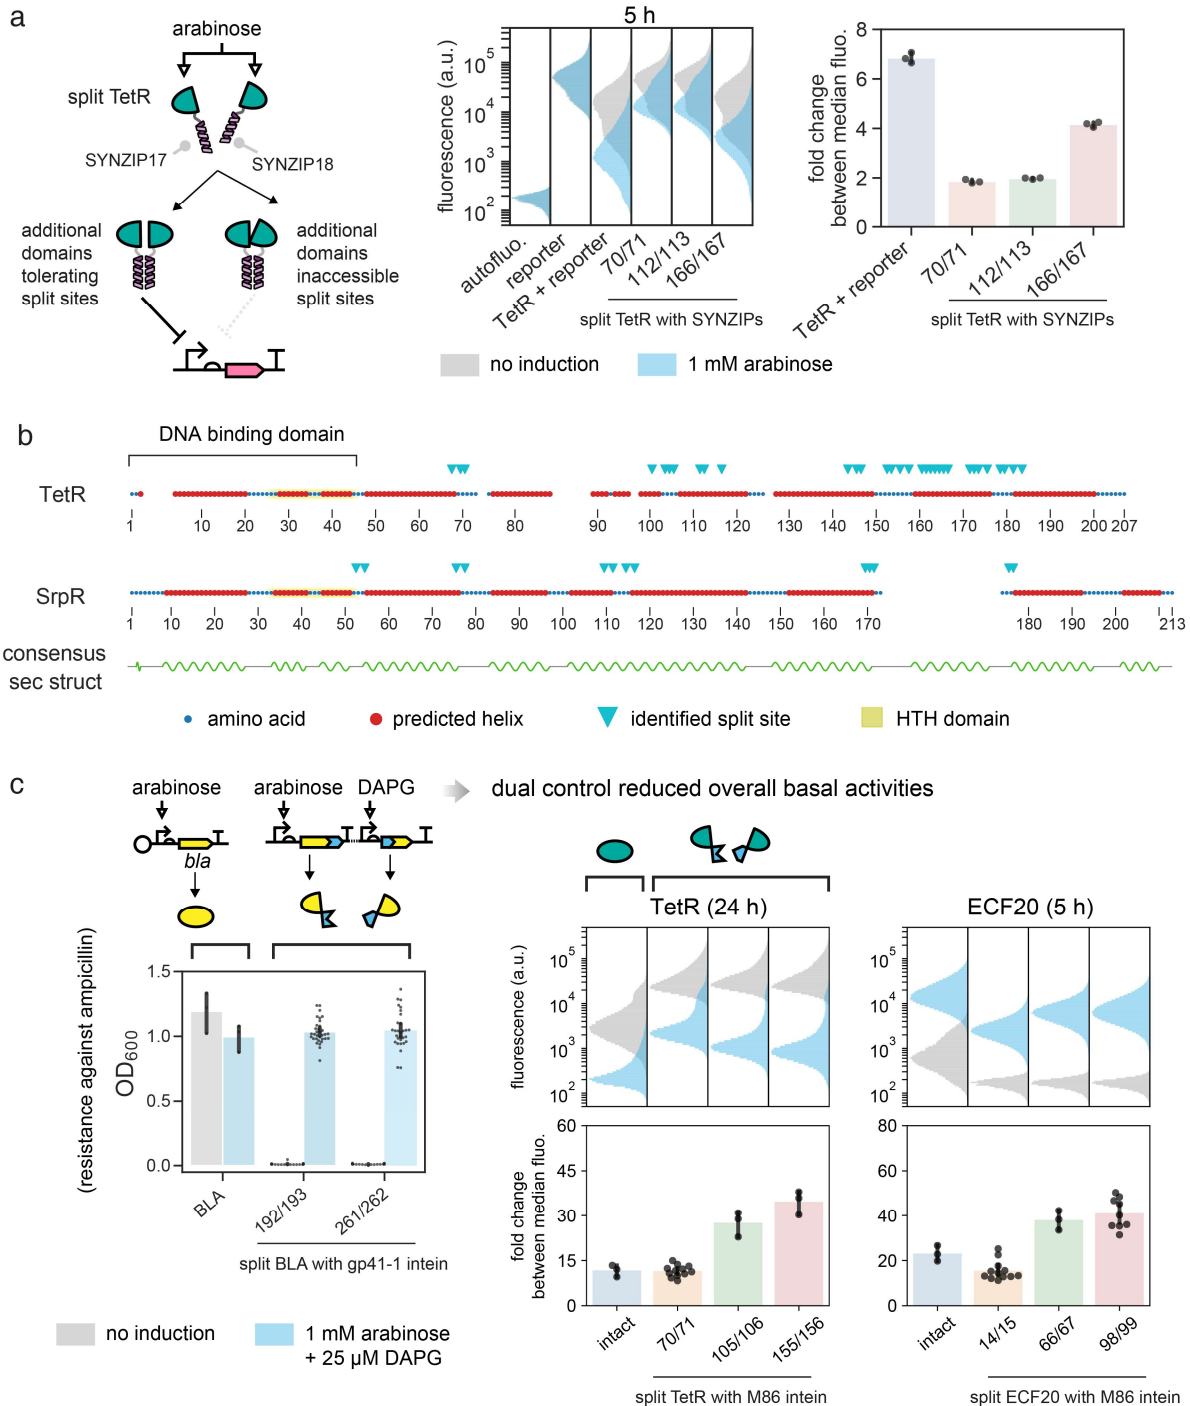 a
arabinose
split TetR
SYNZIP17
SYNZIP18
additional
domains
tolerating
split sites
additional
domains
inaccessible
split sites
5 h
fluorescence (a.u.)
10^5
10^4
10^3
10^2
autofluo.
reporter
TetR + reporter
70/71
112/113
166/167
split TetR with SYNZIPs
no induction
1 mM arabinose
fold change
between median fluo.
8
6
4
2
0
TetR + reporter
70/71
112/113
166/167
split TetR with SYNZIPs
b
DNA binding domain
TetR
1 10 20 30 40 50 60 70 80 90 100 110 120 130 140 150 160 170 180 190 200 207
SrpR
1 10 20 30 40 50 60 70 80 90 100 110 120 130 140 150 160 170 180 190 200 213
consensus
sec struct
amino acid
predicted helix
identified split site
HTH domain
c
arabinose
bla
arabinose DAPG
dual control reduced overall basal activities
(resistance against ampicillin)
OD600
1.5
1.0
0.5
0.0
BLA
192/193
261/262
split BLA with gp41-1 intein
no induction
1 mM arabinose
+ 25 µM DAPG
TetR (24 h)
fluorescence (a.u.)
10^5
10^4
10^3
10^2
fold change
between median fluo.
60
45
30
15
0
intact
70/71
105/106
155/156
split TetR with M86 intein
ECF20 (5 h)
10^5
10^4
10^3
10^2
80
60
40
20
0
intact
14/15
66/67
98/99
split ECF20 with M86 intein